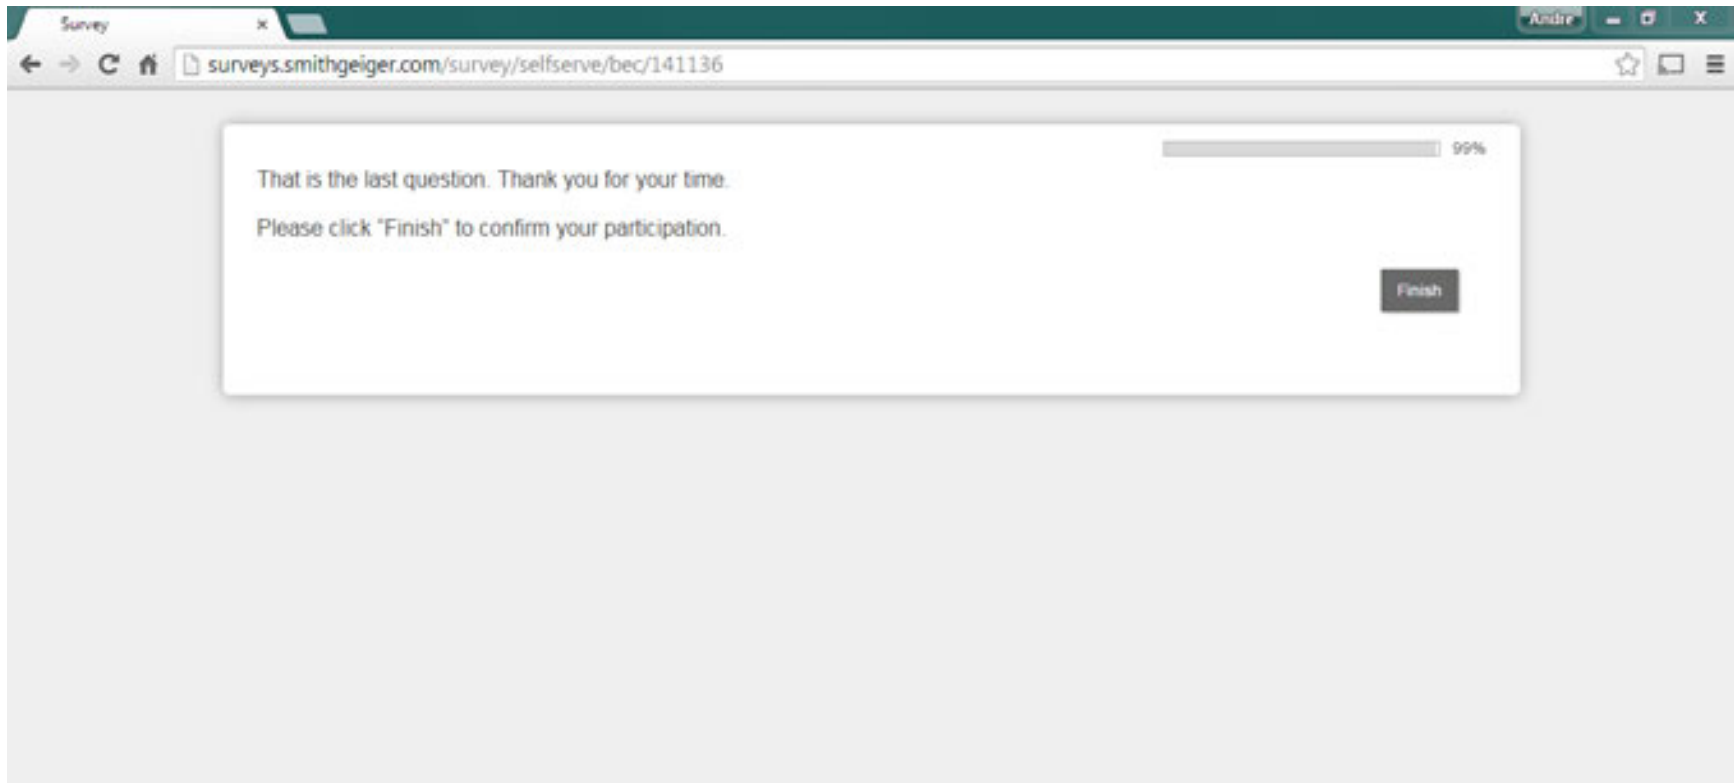 Survey
Andre
surveys.smithgeiger.com/survey/selfserve/bec/141136
99%
That is the last question. Thank you for your time.
Please click "Finish" to confirm your participation.
Finish